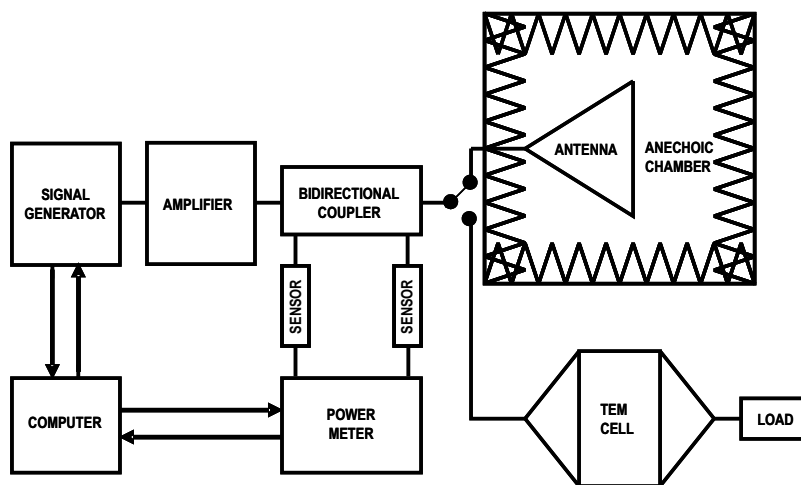 SIGNAL
GENERATOR
AMPLIFIER
BIDIRECTIONAL
COUPLER
ANTENNA
ANECHOIC
CHAMBER
SENSOR
SENSOR
COMPUTER
POWER
METER
TEM
CELL
LOAD